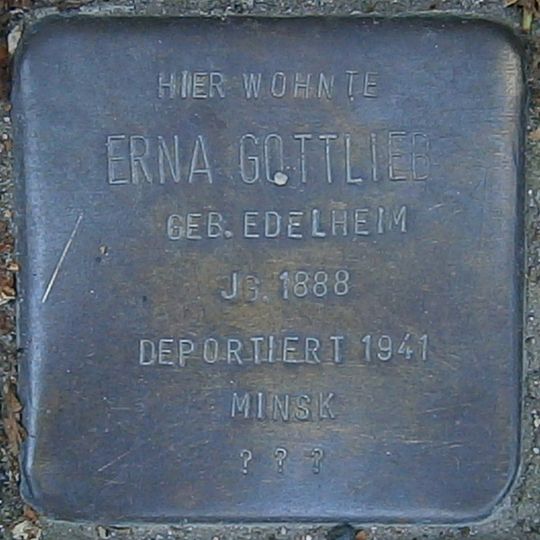 HIER WOHNTE
ERNA GOTTLIEB
GEB. EDELHEIM
JG. 1888
DEPORTIERT 1941
MINSK
? ? ?